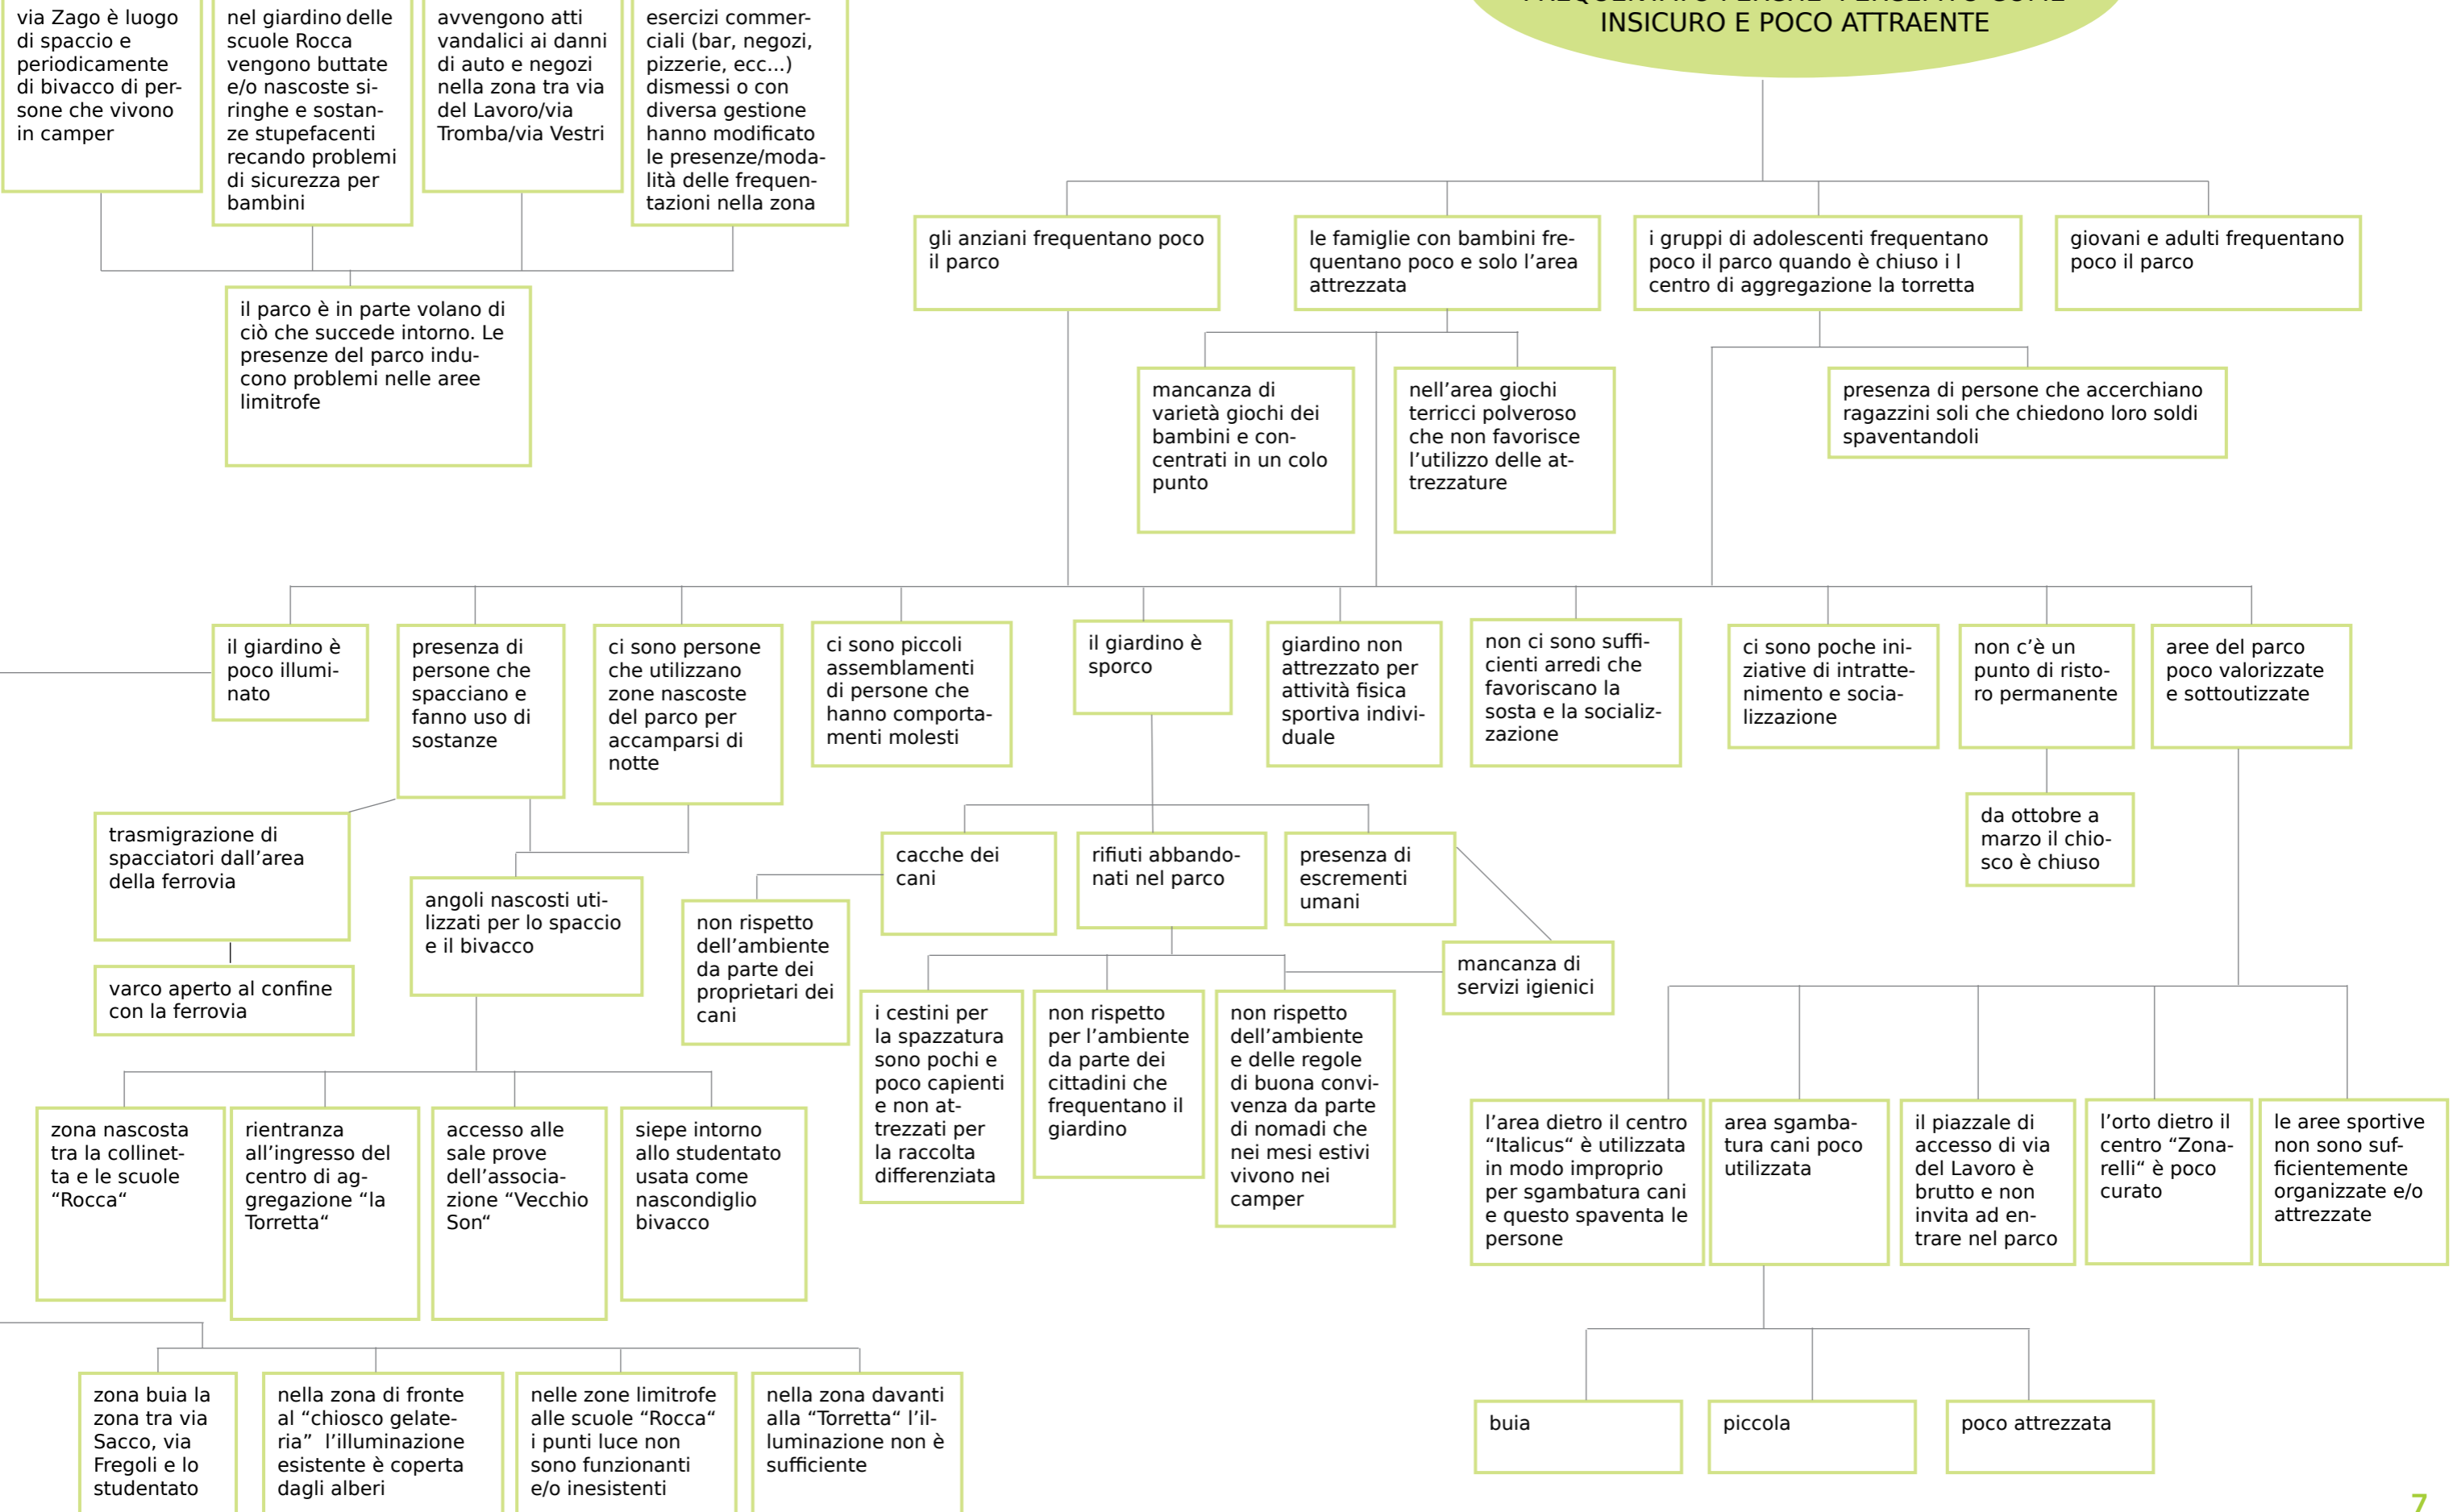 via Zago è luogo
di spaccio e
periodicamente
di bivacco di per-
sone che vivono
in camper
nel giardino delle
scuole Rocca
vengono buttate
e/o nascoste si-
ringhe e sostan-
ze stupefacenti
recando problemi
di sicurezza per
bambini
avvengono atti
vandalici ai danni
di auto e negozi
nella zona tra via
del Lavoro/via
Tromba/via Vestri
esercizi commer-
ciali (bar, negozi,
pizzerie, ecc...)
dismessi o con
diversa gestione
hanno modificato
le presenze/moda-
lità delle frequen-
tazioni nella zona
INSICURO E POCO ATTRAENTE
il parco è in parte volano di
ciò che succede intorno. Le
presenze del parco indu-
cono problemi nelle aree
limitrofe
gli anziani frequentano poco
il parco
le famiglie con bambini fre-
quentano poco e solo l’area
attrezzata
i gruppi di adolescenti frequentano
poco il parco quando è chiuso i l
centro di aggregazione la torretta
giovani e adulti frequentano
poco il parco
mancanza di
varietà giochi dei
bambini e con-
centrati in un colo
punto
nell’area giochi
terricci polveroso
che non favorisce
l’utilizzo delle at-
trezzature
presenza di persone che accerchiano
ragazzini soli che chiedono loro soldi
spaventandoli
il giardino è
poco illumi-
nato
presenza di
persone che
spacciano e
fanno uso di
sostanze
ci sono persone
che utilizzano
zone nascoste
del parco per
accamparsi di
notte
ci sono piccoli
assemblamenti
di persone che
hanno comporta-
menti molesti
il giardino è
sporco
giardino non
attrezzato per
attività fisica
sportiva indivi-
duale
non ci sono suffi-
cienti arredi che
favoriscano la
sosta e la socializ-
zazione
ci sono poche ini-
ziative di intratte-
nimento e socia-
lizzazione
non c’è un
punto di risto-
ro permanente
aree del parco
poco valorizzate
e sottoutizzate
trasmigrazione di
spacciatori dall’area
della ferrovia
varco aperto al confine
con la ferrovia
angoli nascosti uti-
lizzati per lo spaccio
e il bivacco
non rispetto
dell’ambiente
da parte dei
proprietari dei
cani
cacche dei
cani
rifiuti abbando-
nati nel parco
presenza di
escrementi
umani
mancanza di
servizi igienici
da ottobre a
marzo il chio-
sco è chiuso
i cestini per
la spazzatura
sono pochi e
poco capienti
e non at-
trezzati per
la raccolta
differenziata
non rispetto
per l’ambiente
da parte dei
cittadini che
frequentano il
giardino
non rispetto
dell’ambiente
e delle regole
di buona convi-
venza da parte
di nomadi che
nei mesi estivi
vivono nei
camper
zona nascosta
tra la collinet-
ta e le scuole
“Rocca“
rientranza
all’ingresso del
centro di ag-
gregazione “la
Torretta“
accesso alle
sale prove
dell’associa-
zione “Vecchio
Son“
siepe intorno
allo studentato
usata come
nascondiglio
bivacco
l’area dietro il centro
“Italicus“ è utilizzata
in modo improprio
per sgambatura cani
e questo spaventa le
persone
area sgamba-
tura cani poco
utilizzata
il piazzale di
accesso di via
del Lavoro è
brutto e non
invita ad en-
trare nel parco
l’orto dietro il
centro “Zona-
relli“ è poco
curato
le aree sportive
non sono suf-
ficientemente
organizzate e/o
attrezzate
zona buia la
zona tra via
Sacco, via
Fregoli e lo
studentato
nella zona di fronte
al “chiosco gelate-
ria”  l’illuminazione
esistente è coperta
dagli alberi
nelle zone limitrofe
alle scuole “Rocca“
i punti luce non
sono funzionanti
e/o inesistenti
nella zona davanti
alla “Torretta“ l’il-
luminazione non è
sufficiente
buia
piccola
poco attrezzata
7